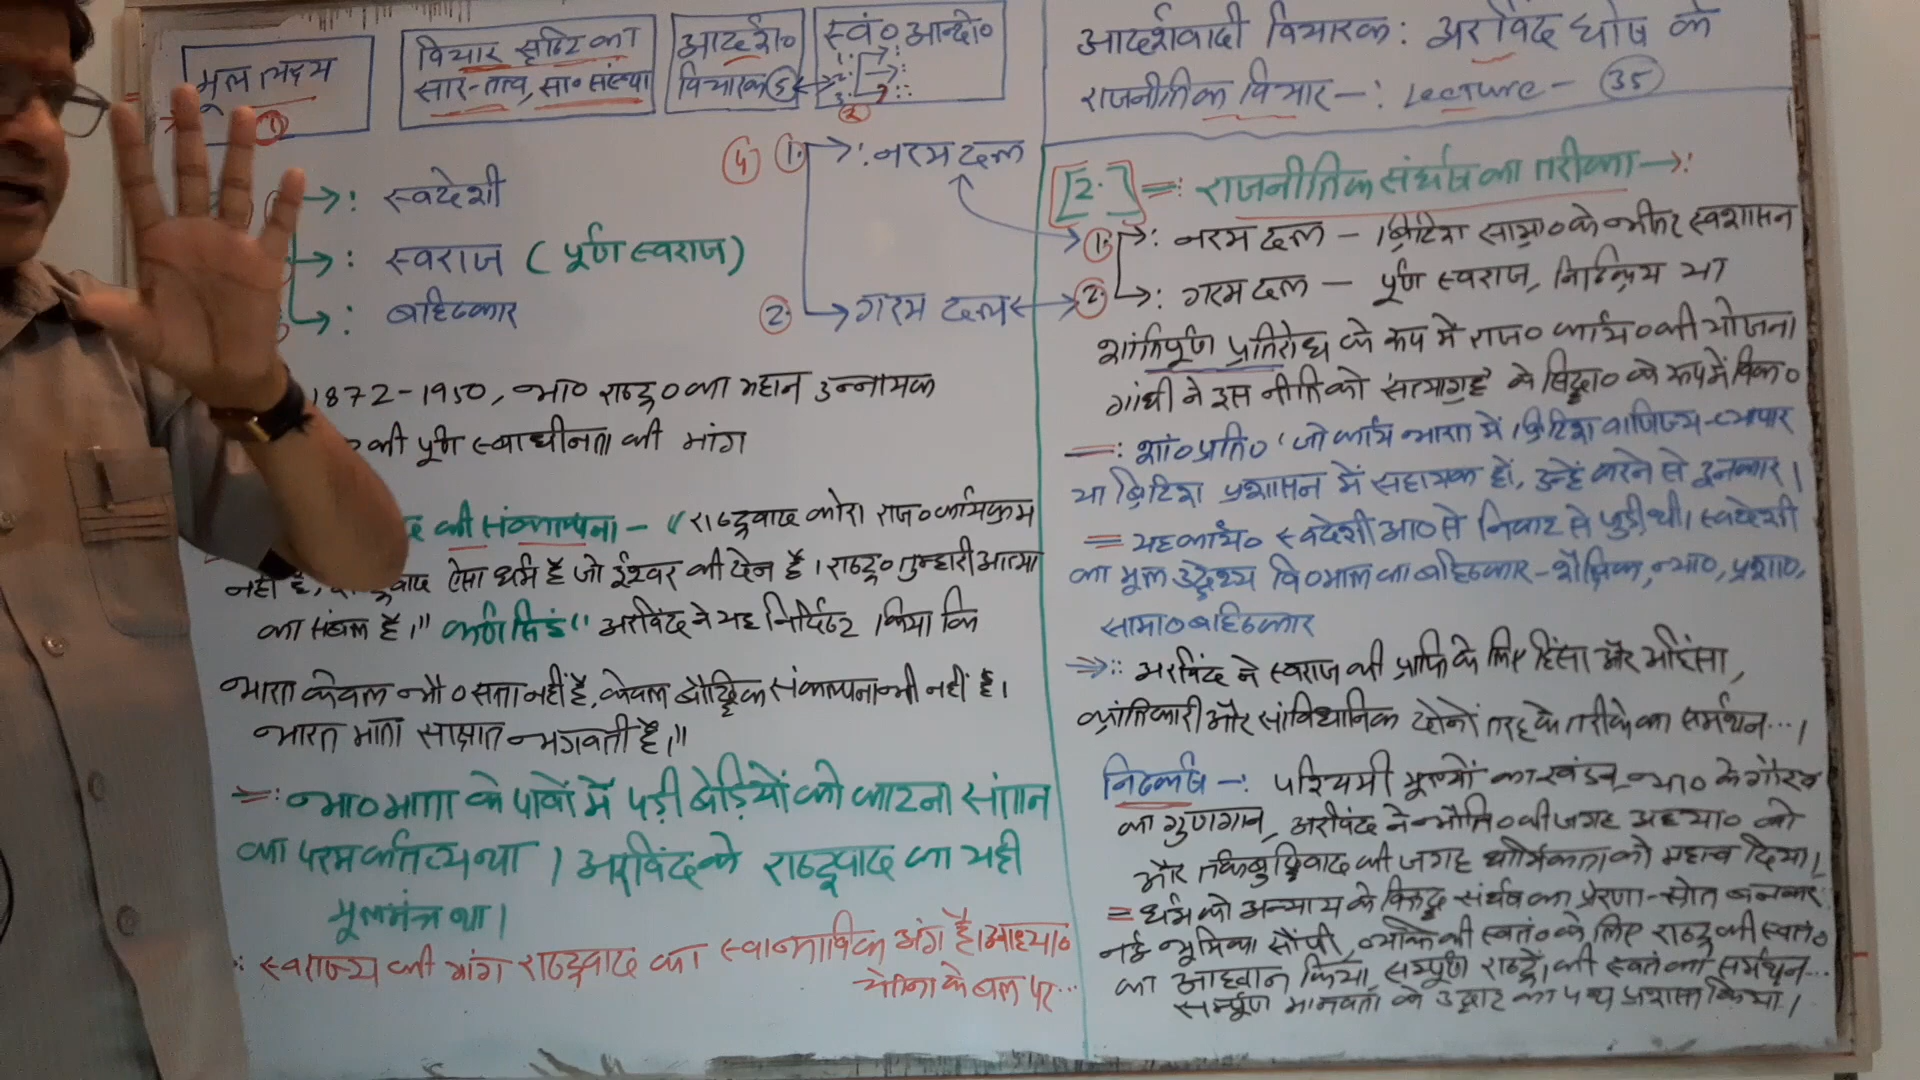 मूल लक्ष्य
①
विचार सृष्टि का
सार-तत्व, सा० संख्या
आदर्श०
विचारक ⑥
स्वं० आन्दो०
आदर्शवादी विचारक: अरविंद घोष के
राजनीतिक विचार-: Lecture- ㉟
→: स्वदेशी
→: स्वराज (पूर्ण स्वराज)
→: बहिष्कार
① →: नरम दल
② → गरम दल
1872-1950, भा० राष्ट्र० का महान उन्नायक
की पूर्ण स्वाधीनता की मांग
की संकल्पना - "राष्ट्रवाद कोरा राज० कार्यक्रम
नहीं है, राष्ट्रवाद ऐसा धर्म है जो ईश्वर की देन है। राष्ट्र० तुम्हारी आत्मा
का संबल है।" अरविंद ने यह निर्दिष्ट किया कि
भारत केवल भौ० सत्ता नहीं है, केवल बौद्धिक संकल्पना भी नहीं है।
भारत माता साक्षात भगवती है।"
=: भा० माता के पावों में पड़ी बेड़ियों को काटना संतान
का परम कर्तव्य था। अरविंद के राष्ट्रवाद का यही
मूलमंत्र था।
: स्वराज्य की मांग राष्ट्रवाद का स्वाभाविक अंग है। आध्या०
चेतना के बल पर...
[2.] =: राजनीतिक संघर्ष का तरीका →:
① →: नरम दल - ब्रिटिश साम्रा० के भीतर स्वशासन
② →: गरम दल - पूर्ण स्वराज, निष्क्रिय या
शांतिपूर्ण प्रतिरोध के रूप में राज० कार्य० की योजना
गांधी ने इस नीति को 'सत्याग्रह' के सिद्धा० के रूप में विक०
=: शां० प्रति० 'जो कार्य भारत में ब्रिटिश वाणिज्य-व्यापार
या ब्रिटिश प्रशासन में सहायक हों, उन्हें करने से इनकार।
= यह कार्य० स्वदेशी आ० से निकट से जुड़ी थी। स्वदेशी
का मूल उद्देश्य वि० माल का बहिष्कार - शैक्षिक, न्या०, प्रशा०,
सामा० बहिष्कार
⇒:: अरविंद ने स्वराज की प्राप्ति के लिए हिंसा और अहिंसा,
क्रांतिकारी और सांविधानिक दोनों तरह के तरीके का समर्थन...।
निष्कर्ष -: पश्चिमी मूल्यों का खंडन, भा० के गौरव
का गुणगान, अरविंद ने भौति० की जगह अध्या० को
और तर्कबुद्धिवाद की जगह धार्मिकता को महत्व दिया।
= धर्म को अन्याय के विरुद्ध संघर्ष का प्रेरणा-स्रोत बनाकर
नई भूमिका सौंपी, व्यक्ति की स्वतं० के लिए राष्ट्र की स्वतं०
का आह्वान किया, सम्पूर्ण राष्ट्रों की स्वतं का समर्थन...
सम्पूर्ण मानवता के उद्धार का पथ प्रशस्त किया।